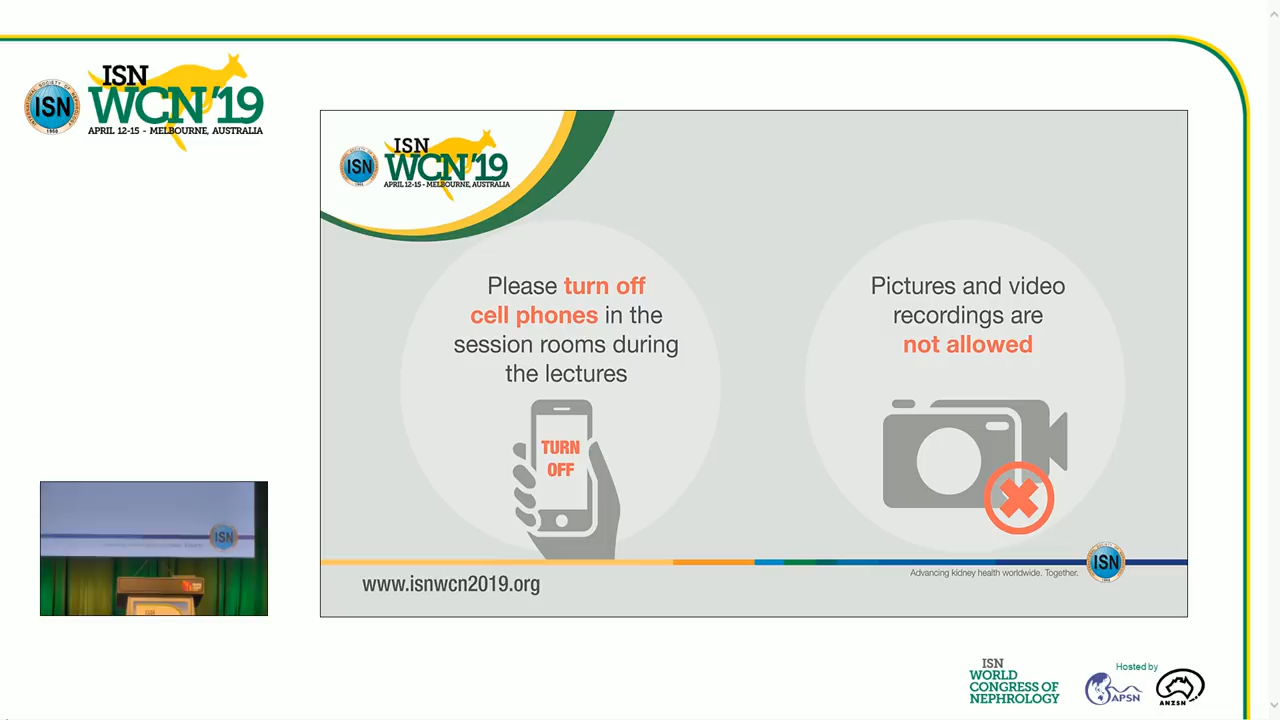 ISN
WCN'19
APRIL 12-15 - MELBOURNE, AUSTRALIA
ISN
ISN
WCN'19
APRIL 12-15 - MELBOURNE, AUSTRALIA
ISN
Please turn off
cell phones in the
session rooms during
the lectures
TURN
OFF
Pictures and video
recordings are
not allowed
www.isnwcn2019.org
Advancing kidney health worldwide. Together.
ISN
ISN
ISN
WORLD
CONGRESS OF
NEPHROLOGY
Hosted by
APSN
ANZSN